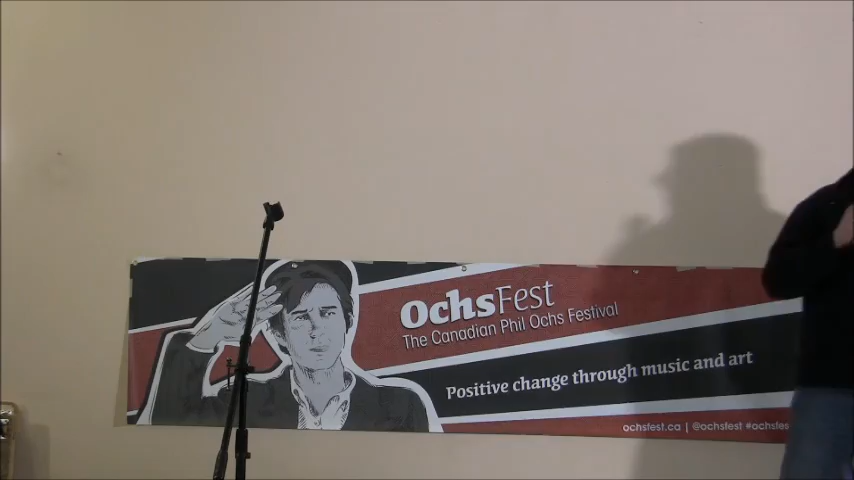 OchsFest
The Canadian Phil Ochs Festival
Positive change through music and art
ochsfest.ca | @ochsfest #ochsfes